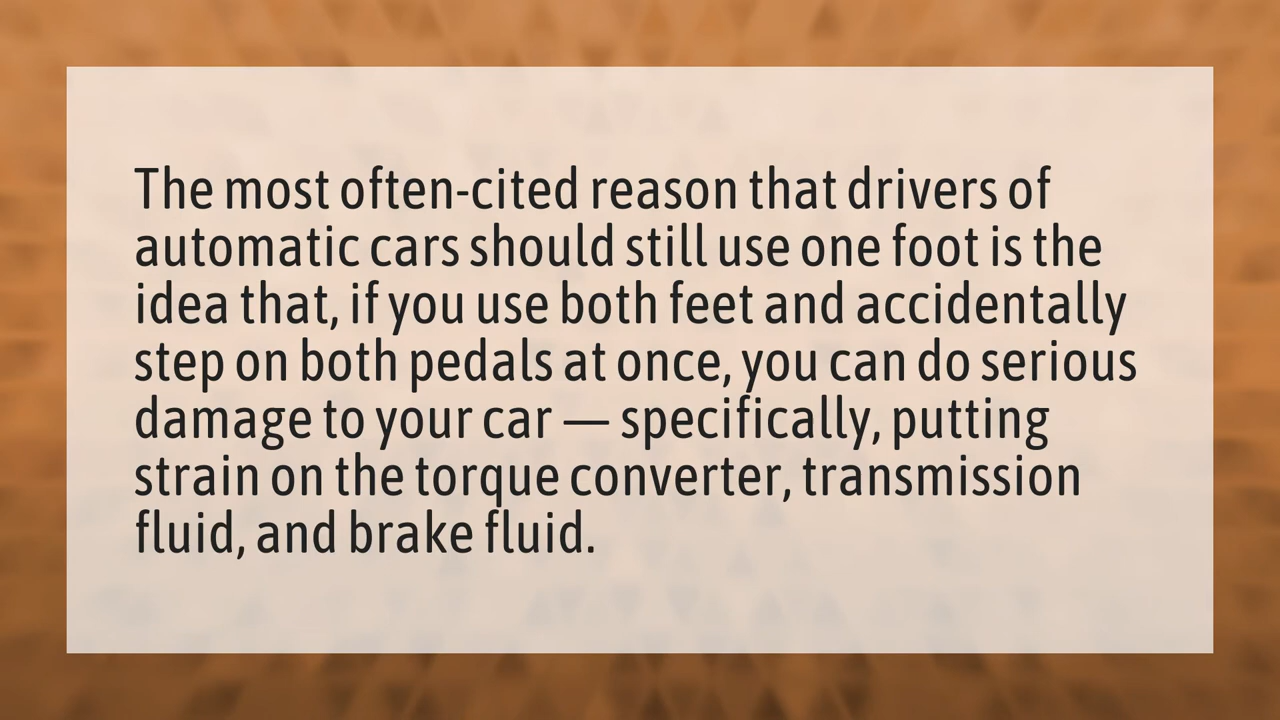 The most often-cited reason that drivers of
automatic cars should still use one foot is the
idea that, if you use both feet and accidentally
step on both pedals at once, you can do serious
damage to your car — specifically, putting
strain on the torque converter, transmission
fluid, and brake fluid.